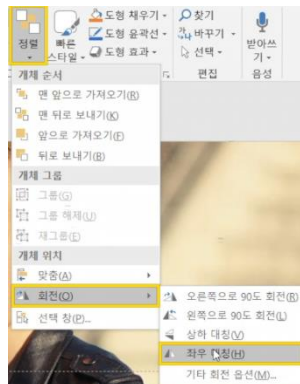 정렬
빠른
스타일
도형 채우기
도형 윤곽선
도형 효과
찾기
바꾸기
선택
편집
받아쓰
기
음성
개체 순서
맨 앞으로 가져오기(R)
맨 뒤로 보내기(K)
앞으로 가져오기(F)
뒤로 보내기(B)
개체 그룹
그룹(G)
그룹 해제(U)
재그룹(E)
개체 위치
맞춤(A)
회전(O)
선택 창(P)...
오른쪽으로 90도 회전(R)
왼쪽으로 90도 회전(L)
상하 대칭(V)
좌우 대칭(H)
기타 회전 옵션(M)...